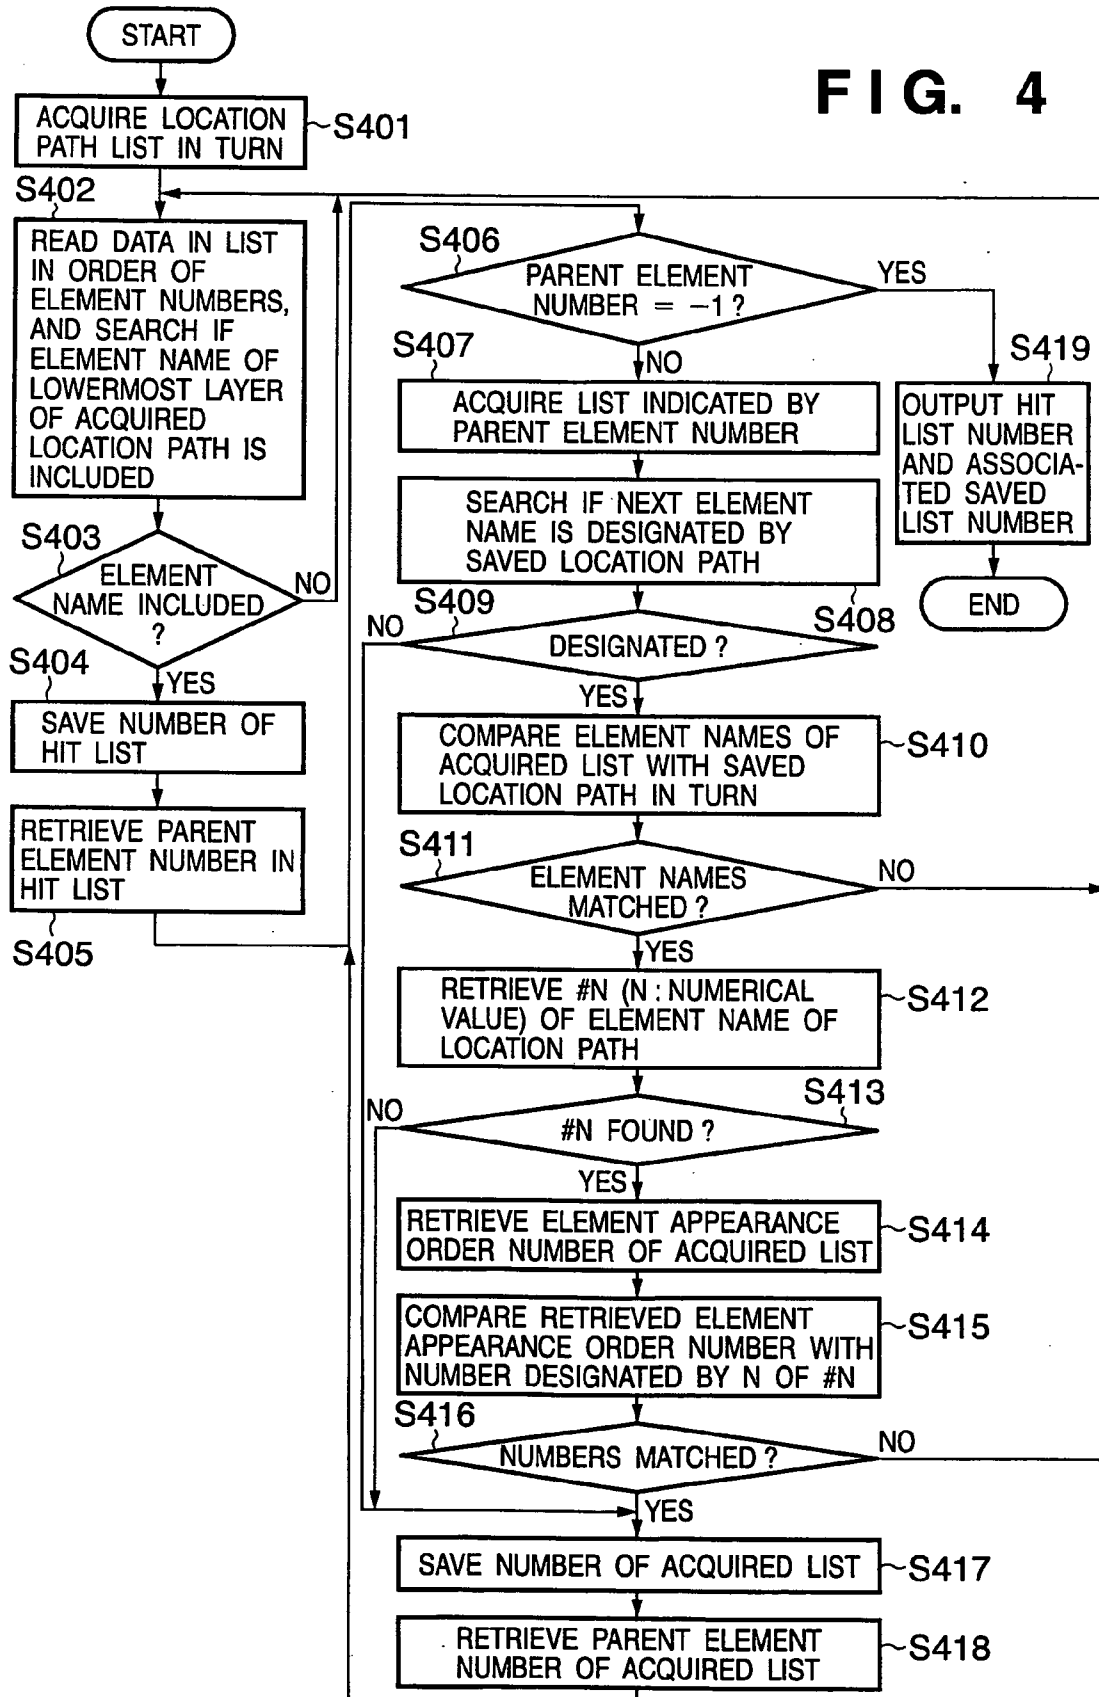 START
FIG. 4
ACQUIRE LOCATION
PATH LIST IN TURN
S401
S402
READ DATA IN LIST
IN ORDER OF
ELEMENT NUMBERS,
AND SEARCH IF
ELEMENT NAME OF
LOWERMOST LAYER
OF ACQUIRED
LOCATION PATH IS
INCLUDED
S403
ELEMENT
NAME INCLUDED
?
NO
YES
S404
SAVE NUMBER OF
HIT LIST
RETRIEVE PARENT
ELEMENT NUMBER IN
HIT LIST
S405
S406
PARENT ELEMENT
NUMBER = -1 ?
YES
NO
S407
ACQUIRE LIST INDICATED BY
PARENT ELEMENT NUMBER
SEARCH IF NEXT ELEMENT
NAME IS DESIGNATED BY
SAVED LOCATION PATH
S408
S409
DESIGNATED ?
NO
YES
COMPARE ELEMENT NAMES OF
ACQUIRED LIST WITH SAVED
LOCATION PATH IN TURN
S410
S411
ELEMENT NAMES
MATCHED ?
NO
YES
RETRIEVE #N (N : NUMERICAL
VALUE) OF ELEMENT NAME OF
LOCATION PATH
S412
S413
#N FOUND ?
NO
YES
RETRIEVE ELEMENT APPEARANCE
ORDER NUMBER OF ACQUIRED LIST
S414
COMPARE RETRIEVED ELEMENT
APPEARANCE ORDER NUMBER WITH
NUMBER DESIGNATED BY N OF #N
S415
S416
NUMBERS MATCHED ?
NO
YES
SAVE NUMBER OF ACQUIRED LIST
S417
RETRIEVE PARENT ELEMENT
NUMBER OF ACQUIRED LIST
S418
S419
OUTPUT HIT
LIST NUMBER
AND ASSOCIA-
TED SAVED
LIST NUMBER
END